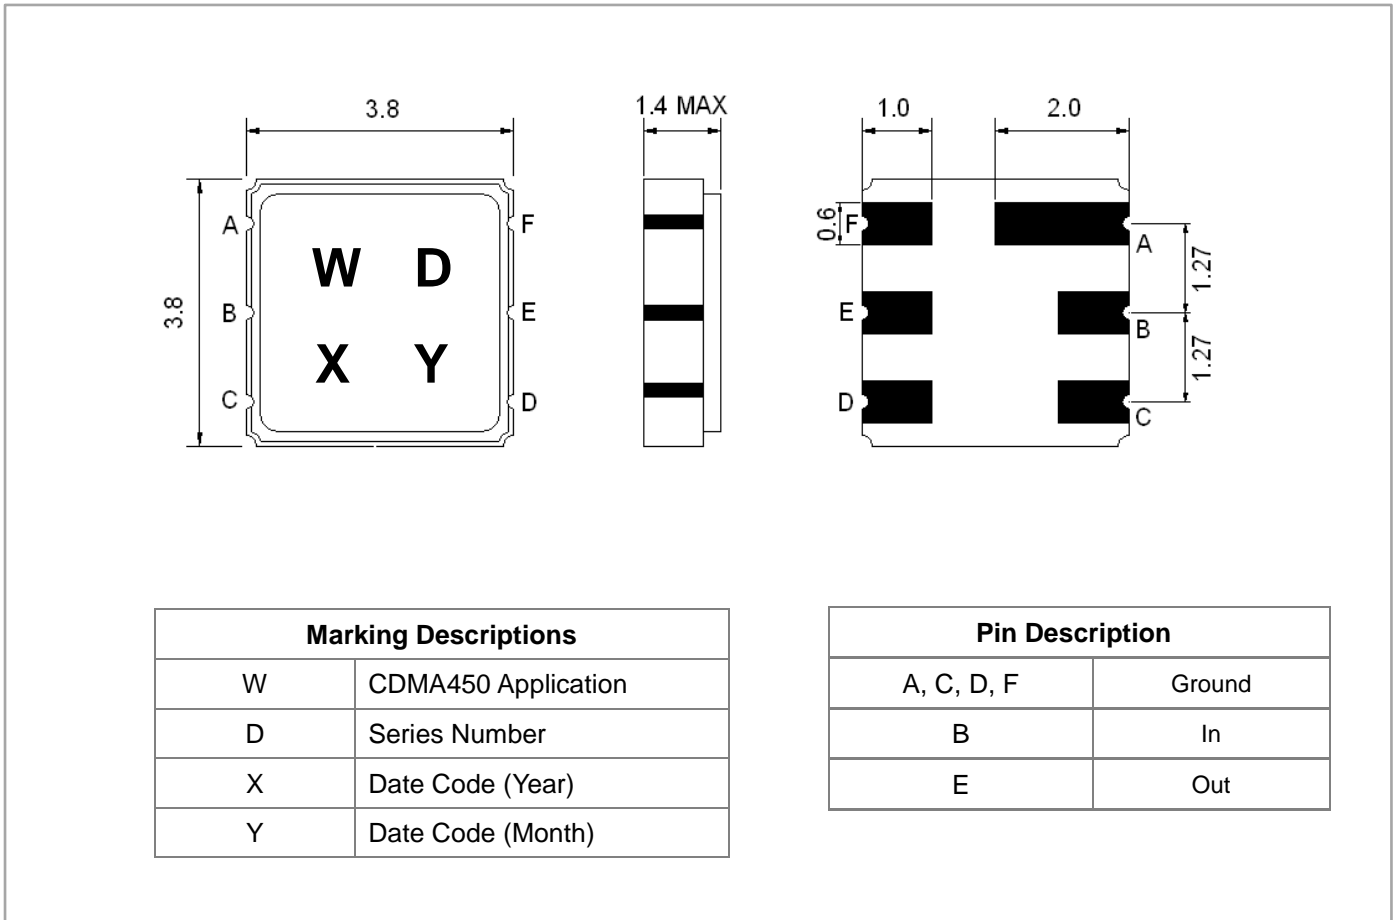 3.8
1.4 MAX
1.0
2.0
3.8
A
F
W D
B
E
X Y
C
D
0.6
F
A
1.27
E
B
1.27
D
C
Marking Descriptions
W CDMA450 Application
D Series Number
X Date Code (Year)
Y Date Code (Month)
Pin Description
A, C, D, F Ground
B In
E Out